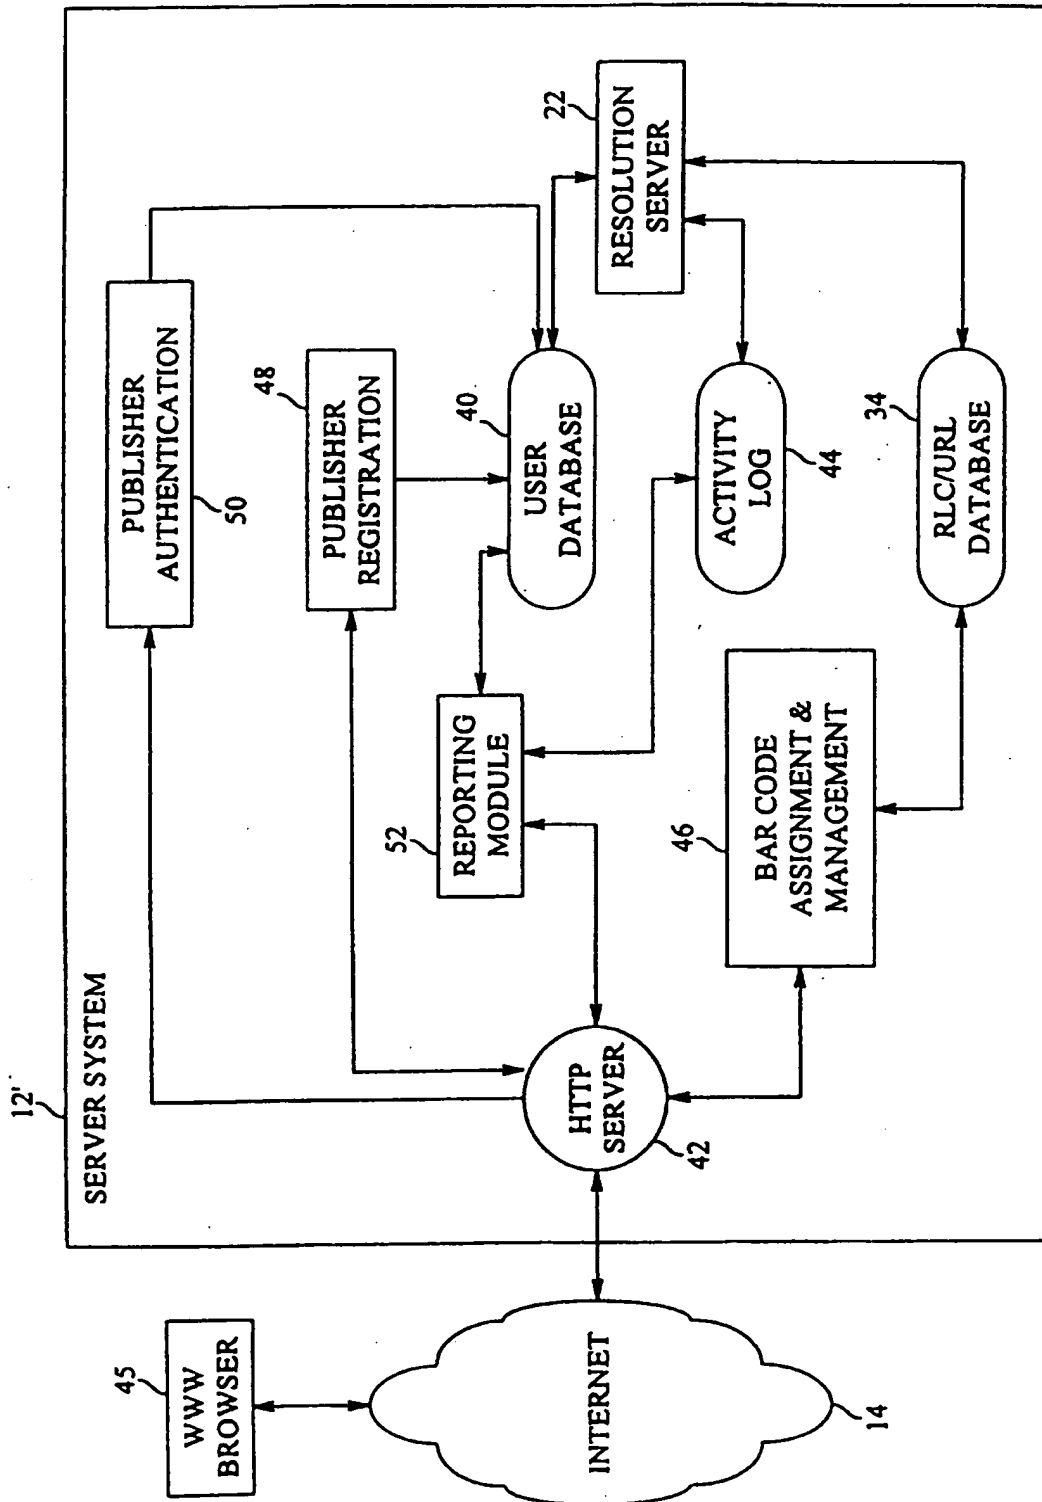 12'
SERVER SYSTEM
45
WWW
BROWSER
INTERNET
14
HTTP
SERVER
42
PUBLISHER
AUTHENTICATION
50
48
PUBLISHER
REGISTRATION
52
REPORTING
MODULE
40
USER
DATABASE
22
RESOLUTION
SERVER
ACTIVITY
LOG
44
46
BAR CODE
ASSIGNMENT &
MANAGEMENT
34
RLC/URL
DATABASE